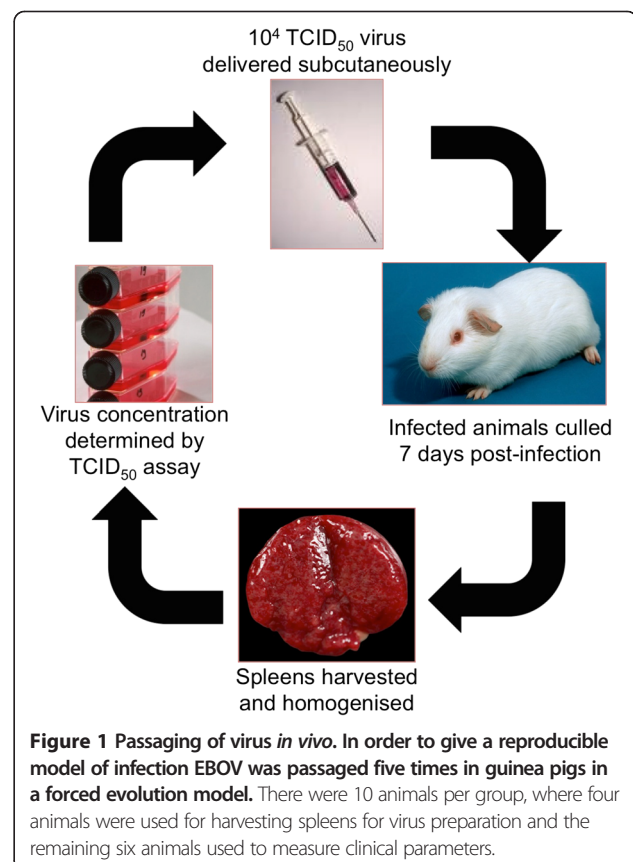 10⁴ TCID₅₀ virus
delivered subcutaneously
Infected animals culled
7 days post-infection
Spleens harvested
and homogenised
Virus concentration
determined by
TCID₅₀ assay
Figure 1 Passaging of virus in vivo. In order to give a reproducible
model of infection EBOV was passaged five times in guinea pigs in
a forced evolution model. There were 10 animals per group, where four
animals were used for harvesting spleens for virus preparation and the
remaining six animals used to measure clinical parameters.